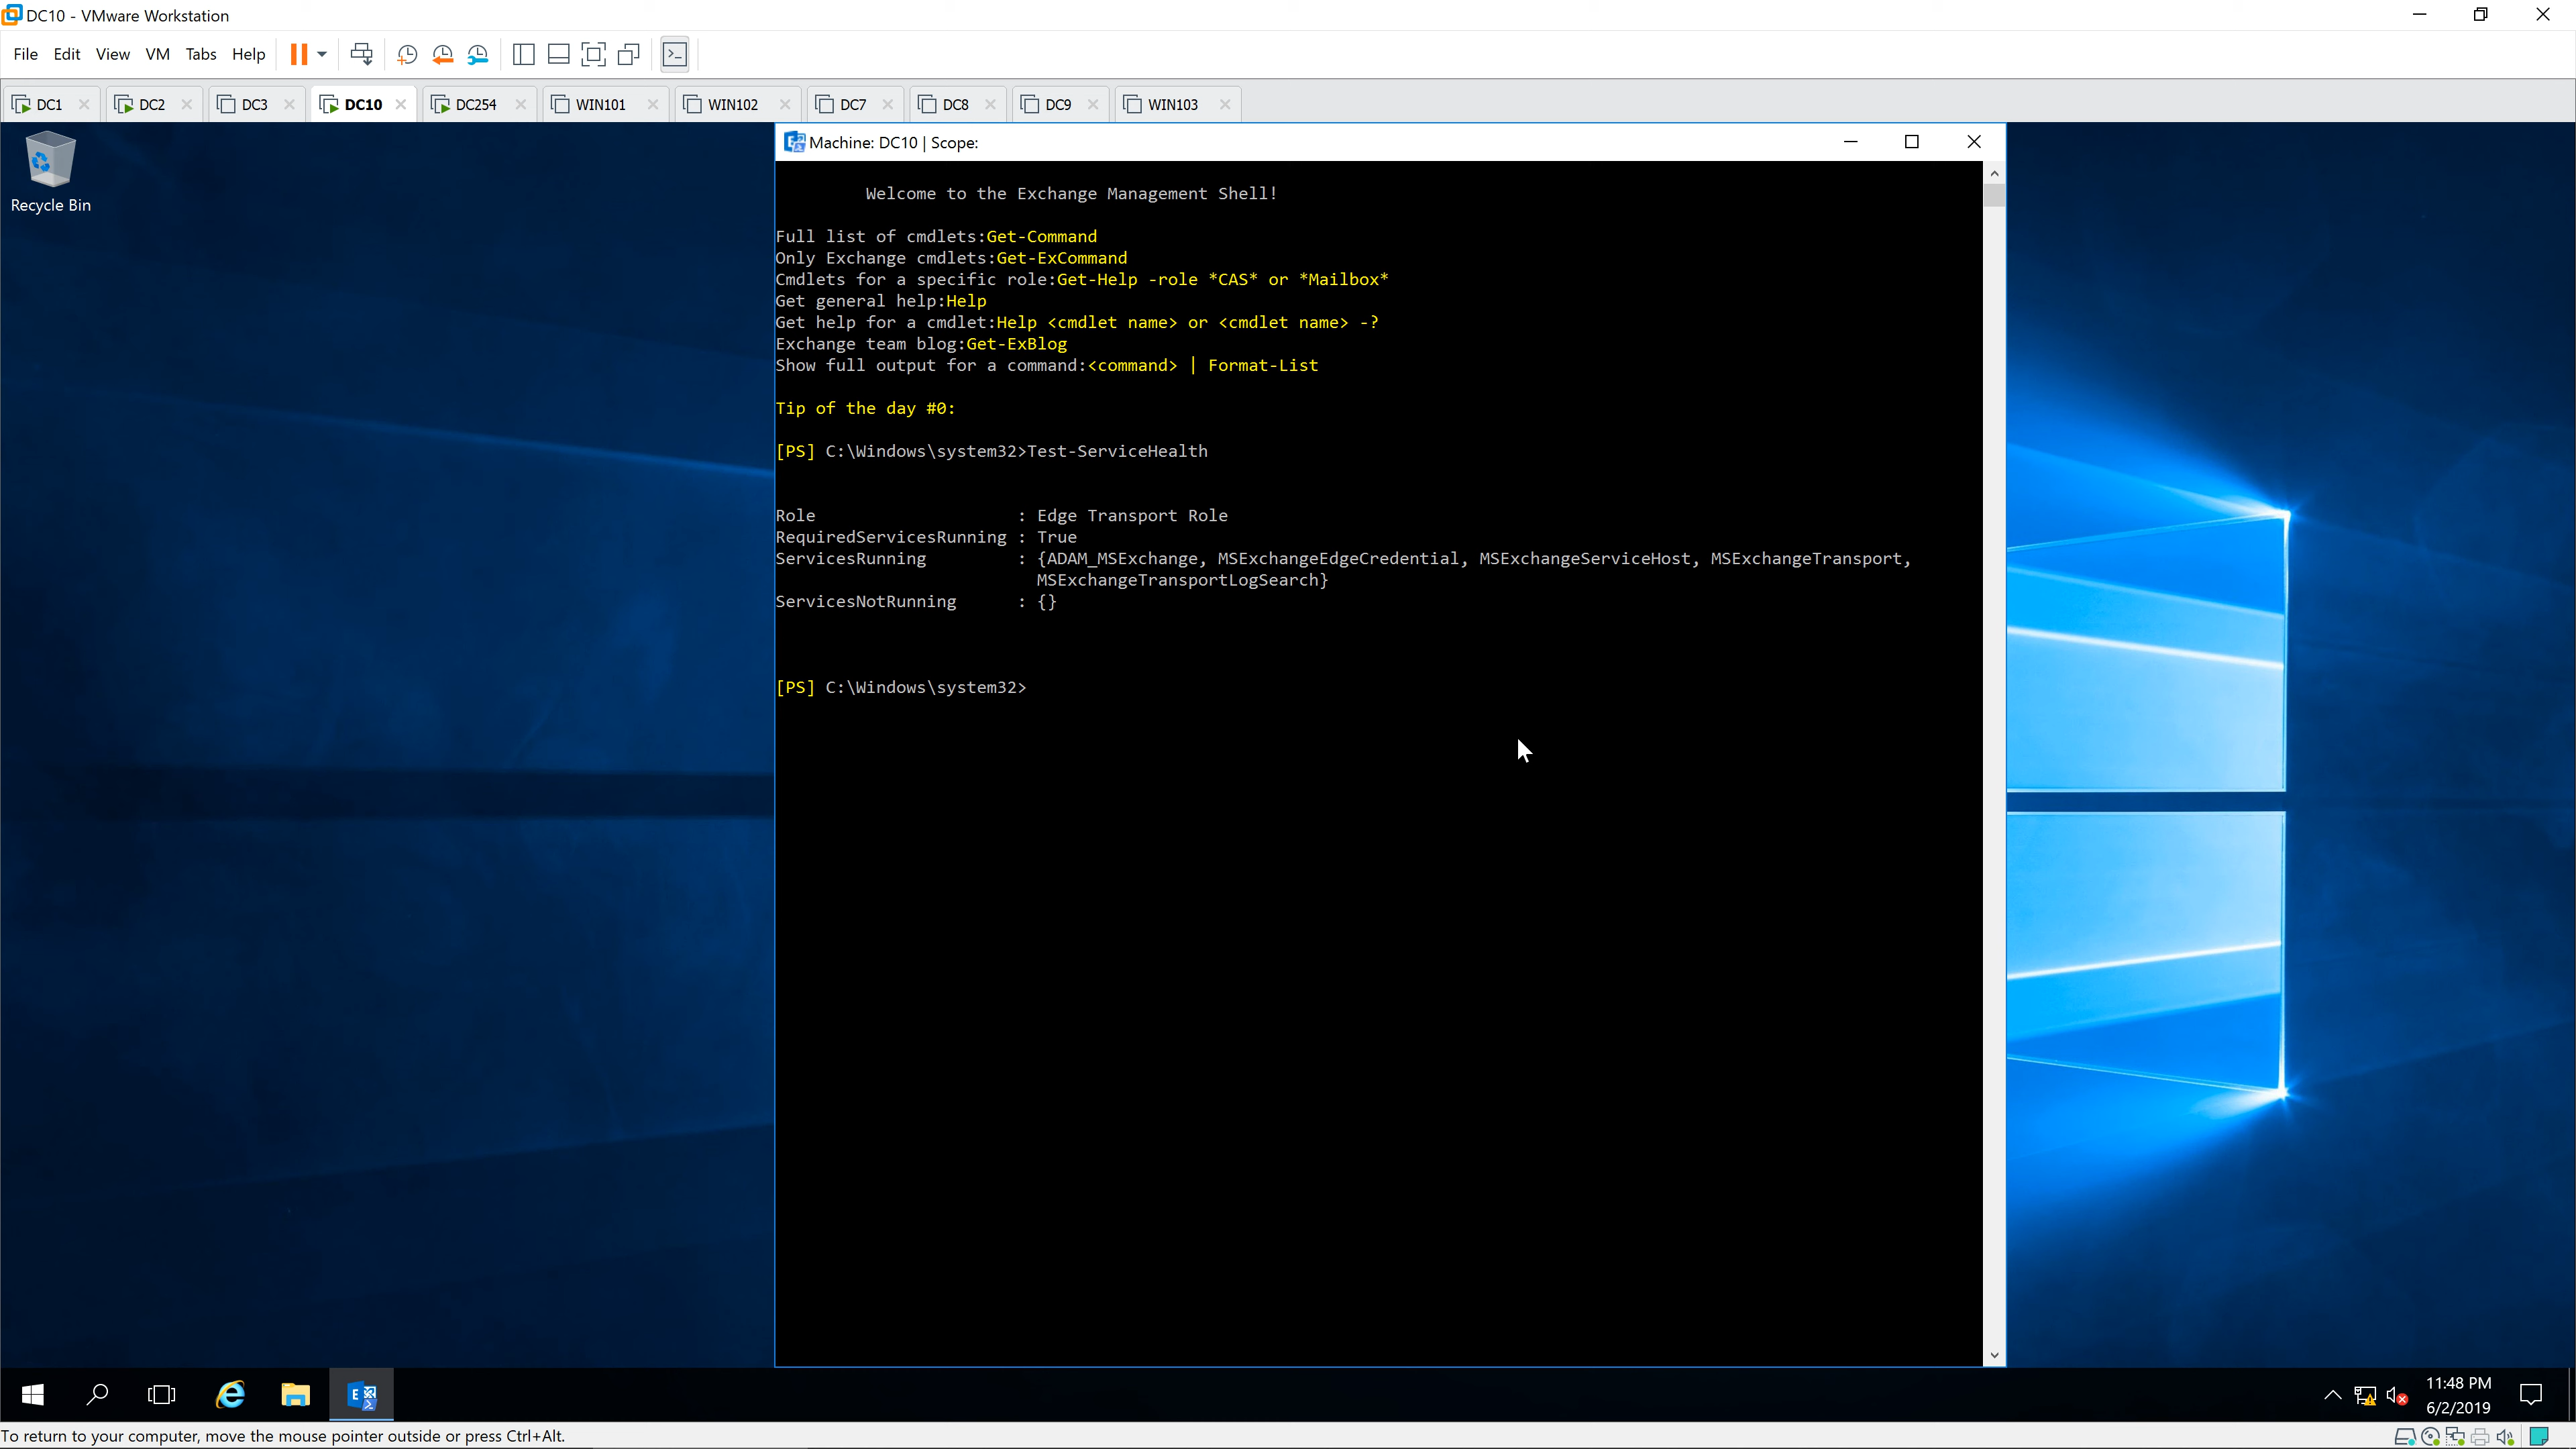 DC10 - VMware Workstation
File Edit View VM Tabs Help
DC1 DC2 DC3 DC10 DC254 WIN101 WIN102 DC7 DC8 DC9 WIN103
Recycle Bin
Machine: DC10 | Scope:
Welcome to the Exchange Management Shell!
Full list of cmdlets:Get-Command
Only Exchange cmdlets:Get-ExCommand
Cmdlets for a specific role:Get-Help -role *CAS* or *Mailbox*
Get general help:Help
Get help for a cmdlet:Help <cmdlet name> or <cmdlet name> -?
Exchange team blog:Get-ExBlog
Show full output for a command:<command> | Format-List
Tip of the day #0:
[PS] C:\Windows\system32>Test-ServiceHealth
Role : Edge Transport Role
RequiredServicesRunning : True
ServicesRunning : {ADAM_MSExchange, MSExchangeEdgeCredential, MSExchangeServiceHost, MSExchangeTransport,
MSExchangeTransportLogSearch}
ServicesNotRunning : {}
[PS] C:\Windows\system32>
11:48 PM
6/2/2019
To return to your computer, move the mouse pointer outside or press Ctrl+Alt.